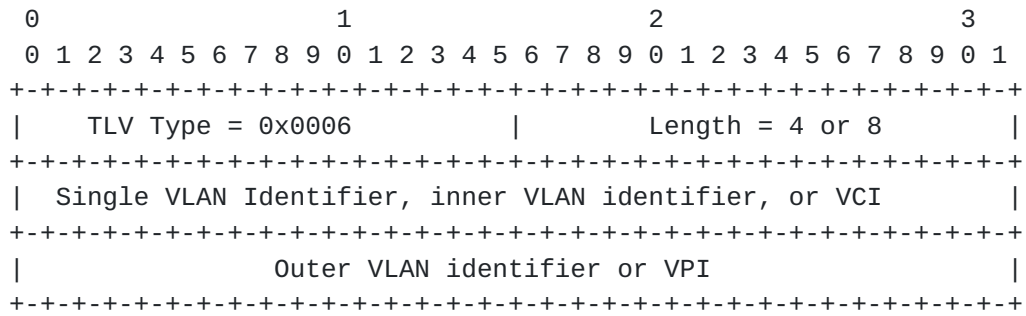 0                   1                   2                   3
 0 1 2 3 4 5 6 7 8 9 0 1 2 3 4 5 6 7 8 9 0 1 2 3 4 5 6 7 8 9 0 1
+-+-+-+-+-+-+-+-+-+-+-+-+-+-+-+-+-+-+-+-+-+-+-+-+-+-+-+-+-+-+-+-+
|    TLV Type = 0x0006          |        Length = 4 or 8        |
+-+-+-+-+-+-+-+-+-+-+-+-+-+-+-+-+-+-+-+-+-+-+-+-+-+-+-+-+-+-+-+-+
|  Single VLAN Identifier, inner VLAN identifier, or VCI        |
+-+-+-+-+-+-+-+-+-+-+-+-+-+-+-+-+-+-+-+-+-+-+-+-+-+-+-+-+-+-+-+-+
|                Outer VLAN identifier or VPI                   |
+-+-+-+-+-+-+-+-+-+-+-+-+-+-+-+-+-+-+-+-+-+-+-+-+-+-+-+-+-+-+-+-+